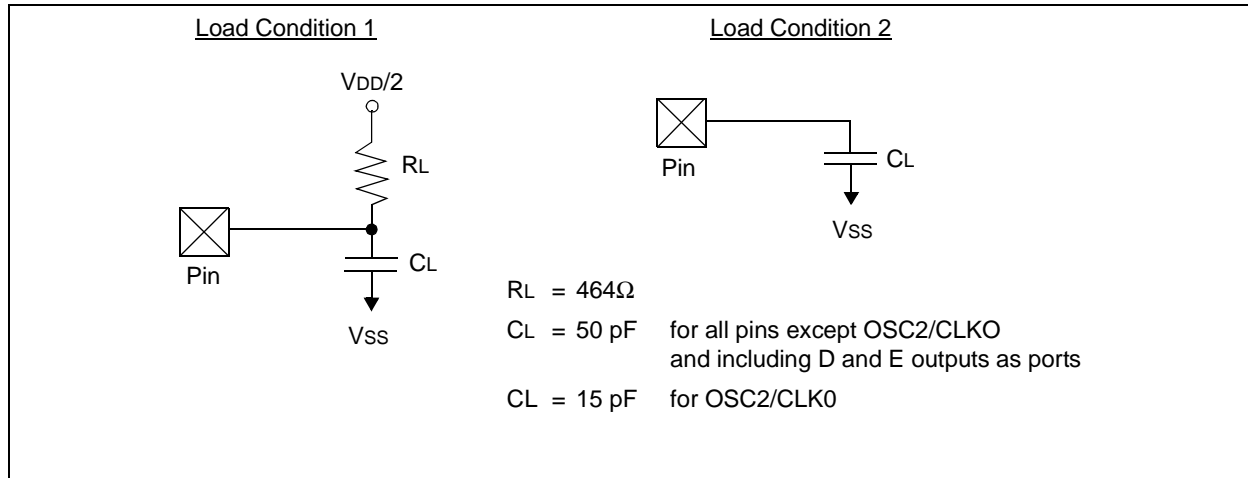 Load Condition 1
VDD/2
RL
Pin
CL
VSS
Load Condition 2
Pin
CL
VSS
RL = 464Ω
CL = 50 pF for all pins except OSC2/CLKO
and including D and E outputs as ports
CL = 15 pF for OSC2/CLK0